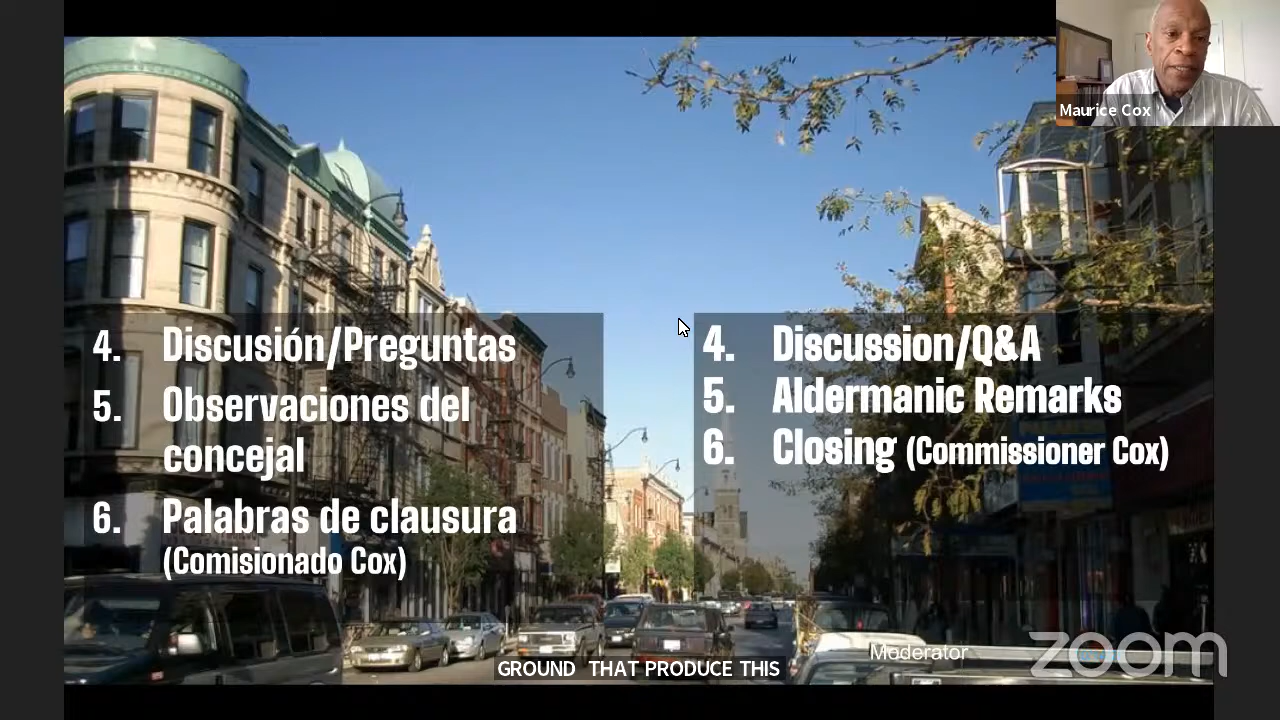 Maurice Cox
4. Discusión/Preguntas
5. Observaciones del
concejal
6. Palabras de clausura
(Comisionado Cox)
4. Discussion/Q&A
5. Aldermanic Remarks
6. Closing (Commissioner Cox)
Moderator
zoom
GROUND THAT PRODUCE THIS